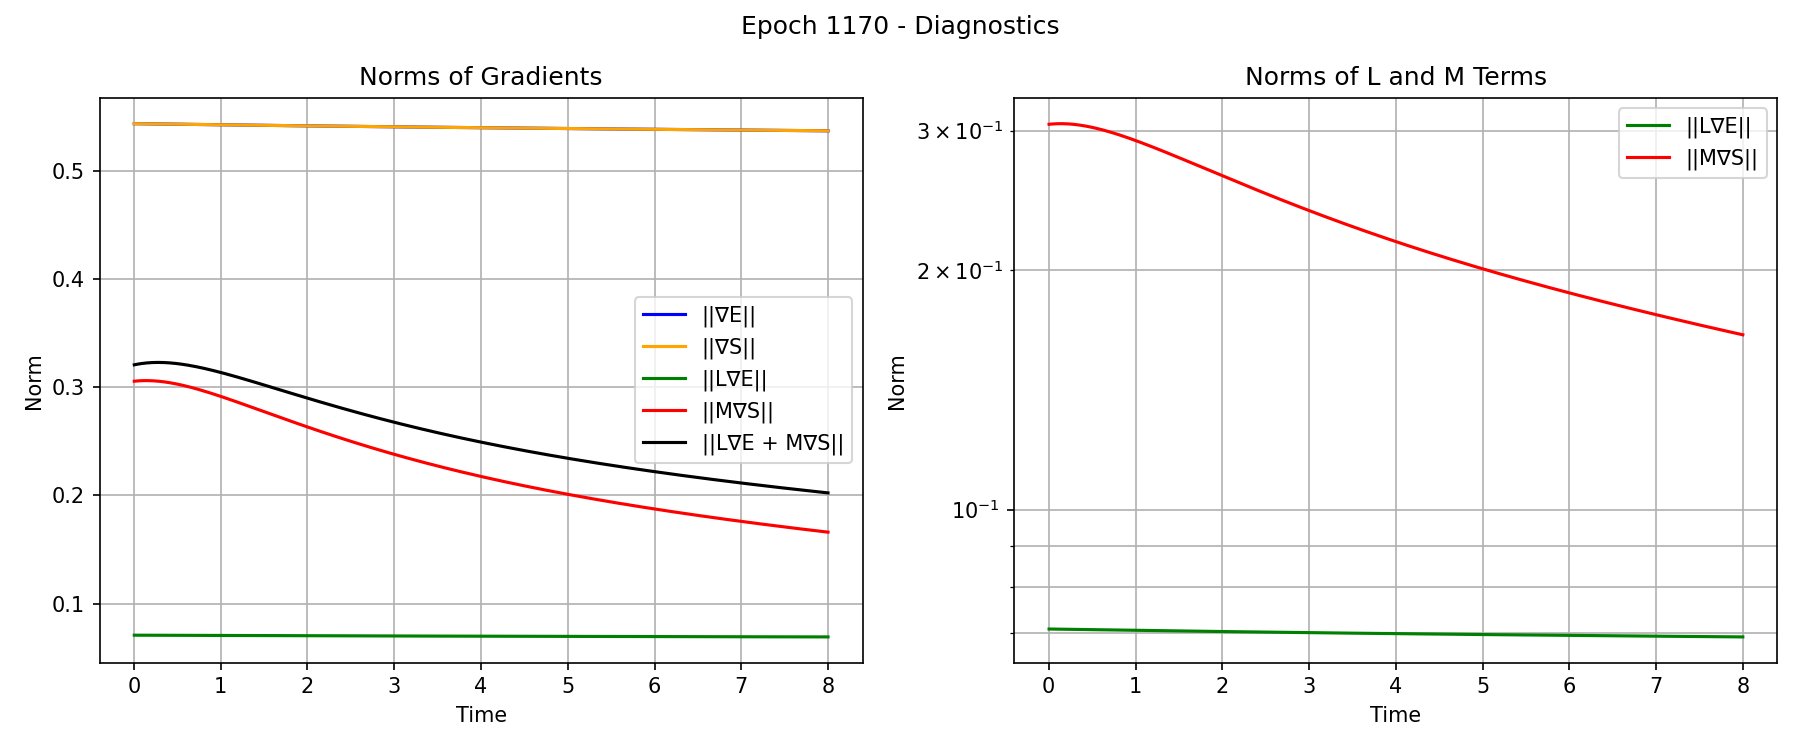 Epoch 1170 - Diagnostics
Norms of Gradients
Norm
0.5
0.4
0.3
0.2
0.1
||∇E||
||∇S||
||L∇E||
||M∇S||
||L∇E + M∇S||
0 1 2 3 4 5 6 7 8
Time
Norms of L and M Terms
Norm
3 × 10⁻¹
2 × 10⁻¹
10⁻¹
||L∇E||
||M∇S||
0 1 2 3 4 5 6 7 8
Time